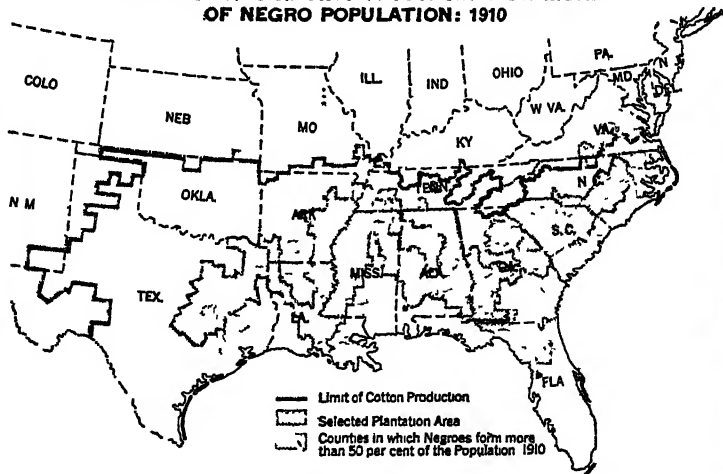 OF NEGRO POPULATION: 1910
COLO
NEB
MO
ILL.
IND
OHIO
PA.
MD.
W VA.
VA.
KY
N M
OKLA.
ARK
N C.
S.C.
TEX.
MISS.
LA.
FLA
Limit of Cotton Production
Selected Plantation Area
Counties in which Negroes form more
than 50 per cent of the Population 1910